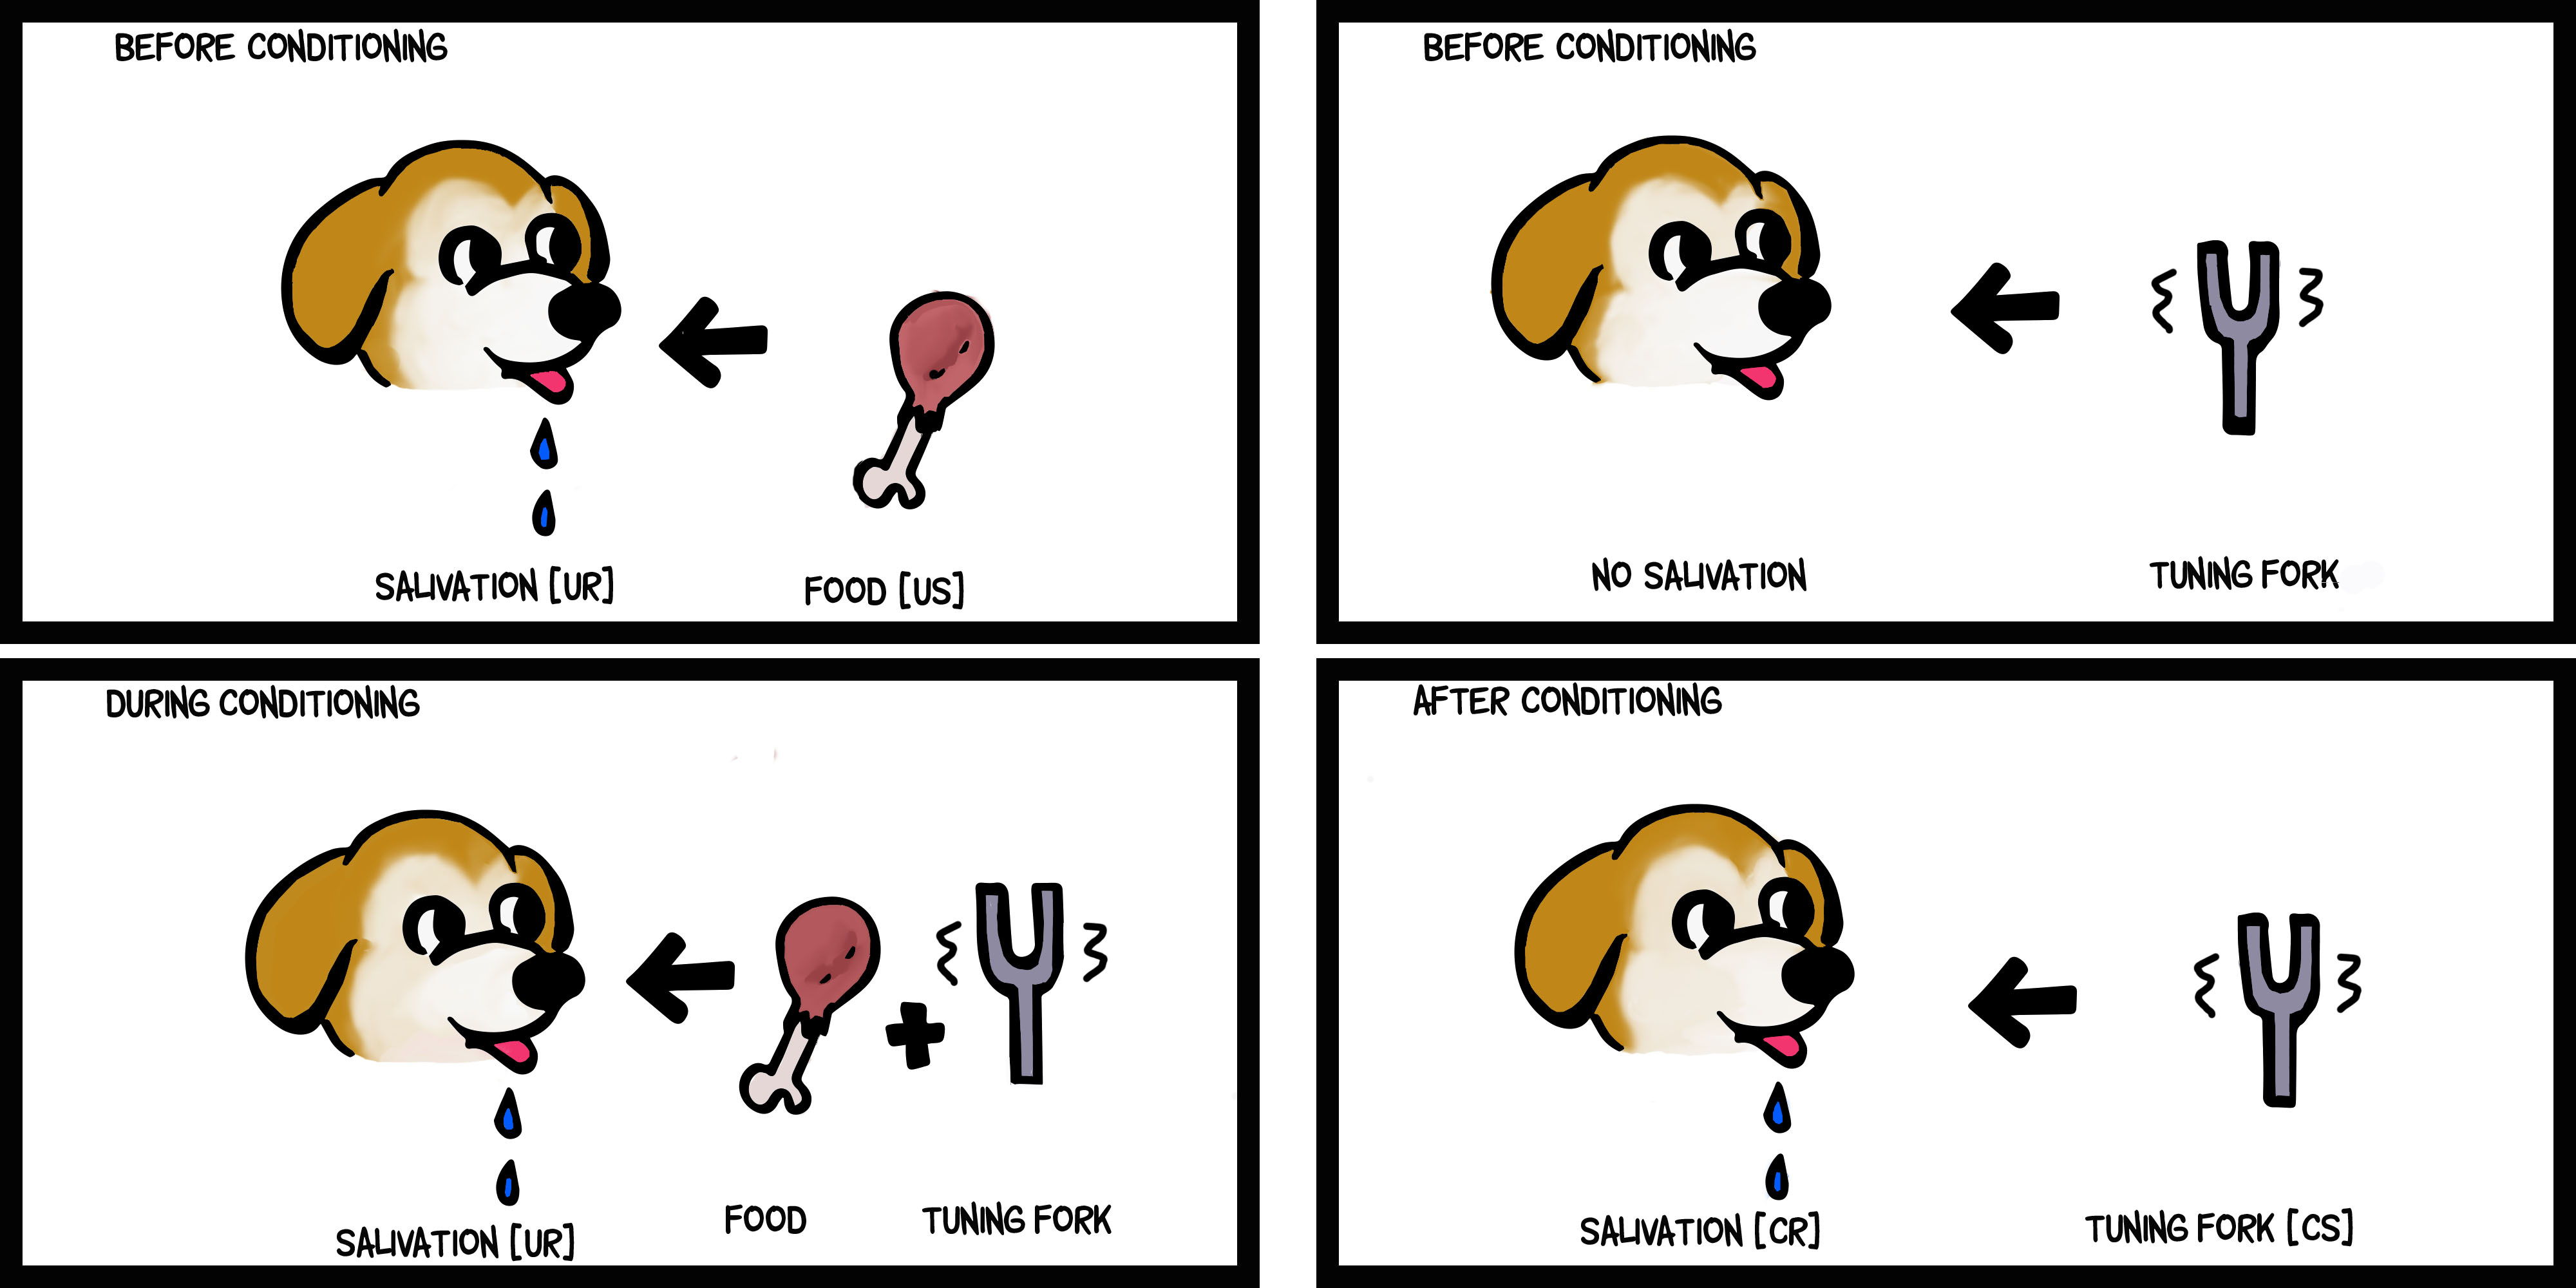 BEFORE CONDITIONING
SALIVATION [UR]
FOOD [US]
BEFORE CONDITIONING
NO SALIVATION
TUNING FORK
DURING CONDITIONING
SALIVATION [UR]
FOOD
TUNING FORK
AFTER CONDITIONING
SALIVATION [CR]
TUNING FORK [CS]